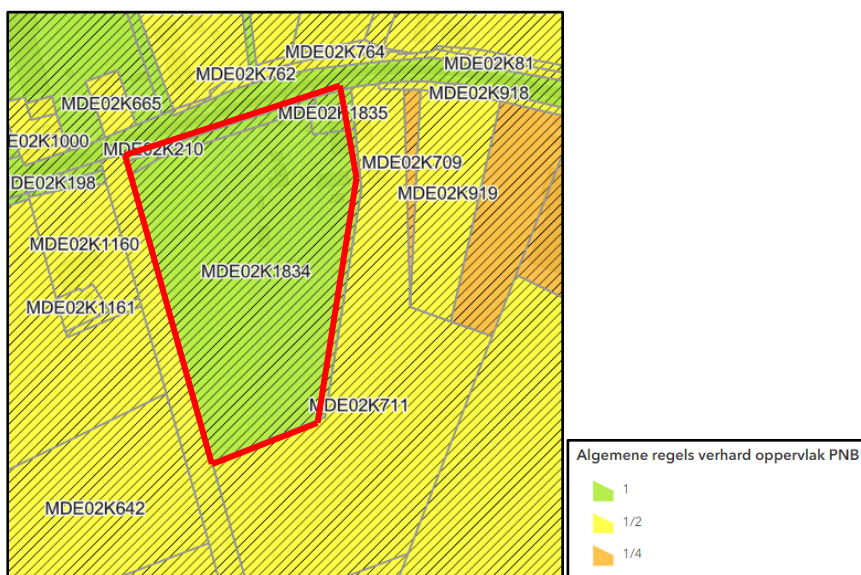 MDE02K764
MDE02K81
MDE02K762
MDE02K918
MDE02K665
MDE02K1835
E02K1000
MDE02K210
MDE02K709
DE02K198
MDE02K919
MDE02K1160
MDE02K1834
MDE02K1161
MDE02K711
MDE02K642
Algemene regels verhard oppervlak PNB
1
1/2
1/4